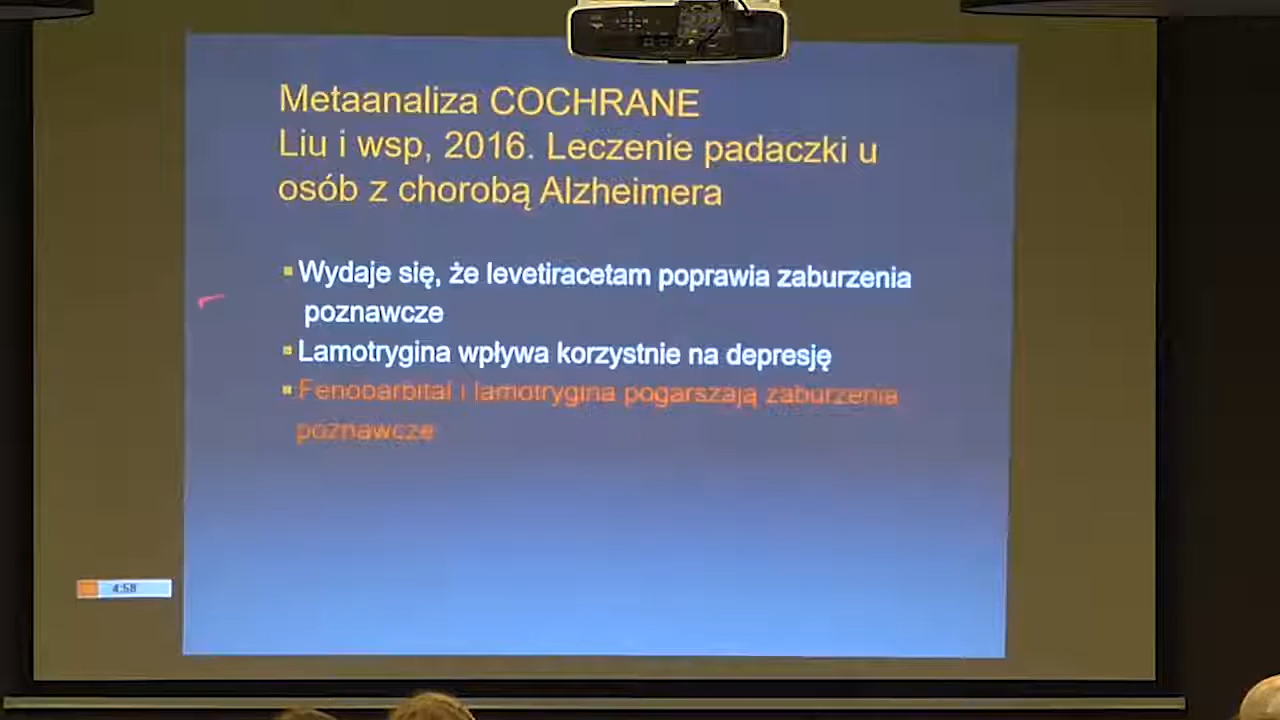 Metaanaliza COCHRANE
Liu i wsp, 2016. Leczenie padaczki u
osób z chorobą Alzheimera
Wydaje się, że levetiracetam poprawia zaburzenia
poznawcze
Lamotrygina wpływa korzystnie na depresję
Fenobarbital i lamotrygina pogarszają zaburzenia
poznawcze
4:58